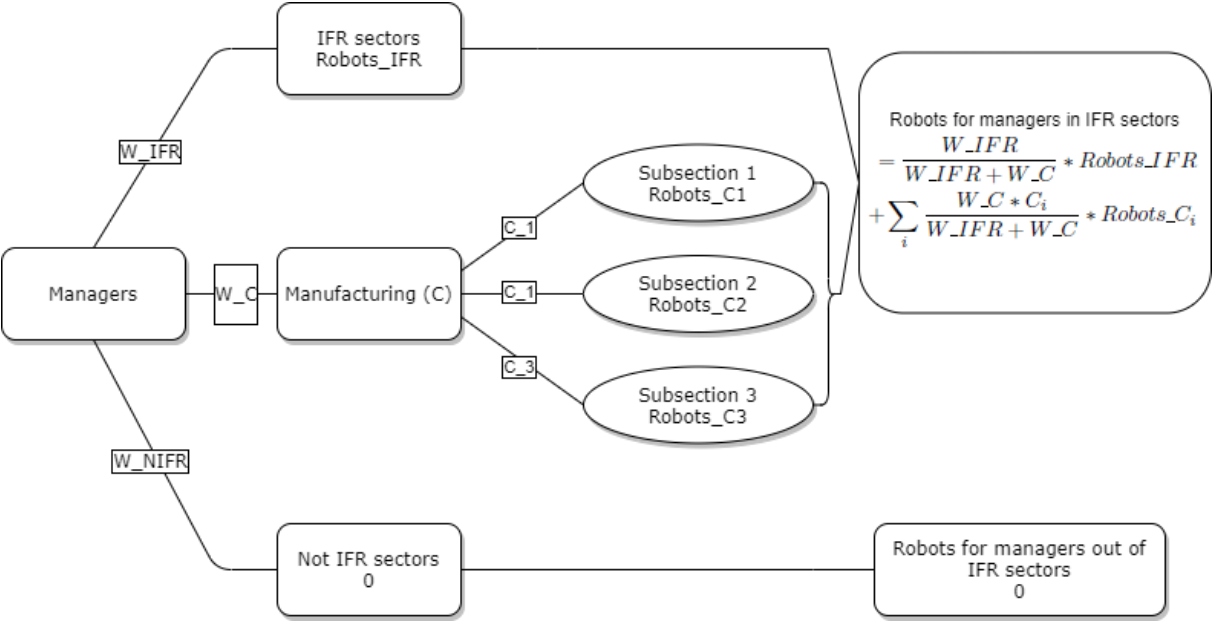 IFR sectors
Robots_IFR
W_IFR
Robots for managers in IFR sectors
= W_IFR / (W_IFR + W_C) * Robots_IFR
+ ∑_i (W_C * C_i) / (W_IFR + W_C) * Robots_C_i
Subsection 1
Robots_C1
C_1
Managers
W_C
Manufacturing (C)
C_1
Subsection 2
Robots_C2
C_3
Subsection 3
Robots_C3
W_NIFR
Not IFR sectors
0
Robots for managers out of
IFR sectors
0